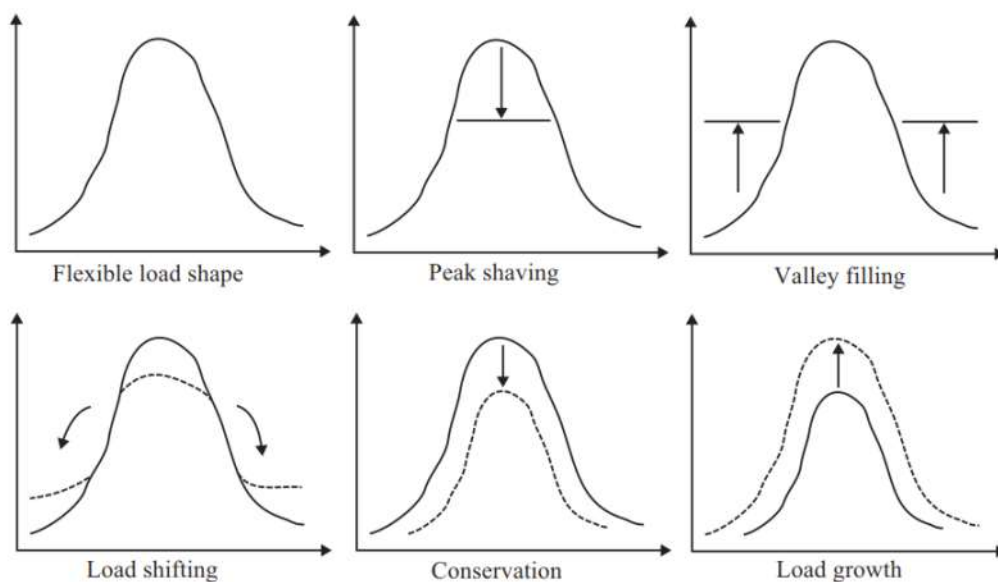 Flexible load shape
Peak shaving
Valley filling
Load shifting
Conservation
Load growth